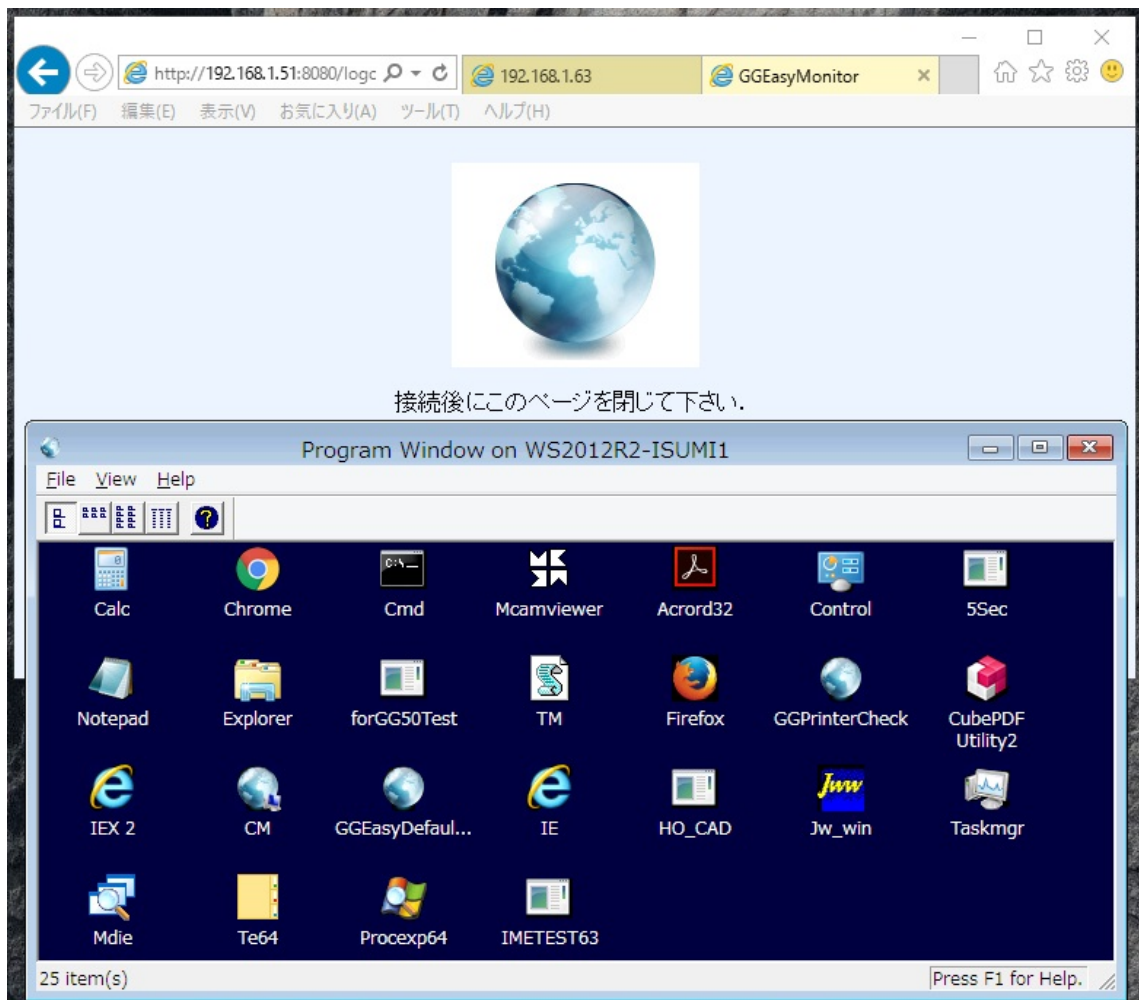 http://192.168.1.51:8080/logc
192.168.1.63
GGEasyMonitor
ファイル(F) 編集(E) 表示(V) お気に入り(A) ツール(T) ヘルプ(H)
接続後にこのページを閉じて下さい.
Program Window on WS2012R2-ISUMI1
File View Help
Calc Chrome Cmd Mcamviewer Acrord32 Control 5Sec
Notepad Explorer forGG50Test TM Firefox GGPrinterCheck CubePDF
Utility2
IEX 2 CM GGEasyDefaul... IE HO_CAD Jw_win Taskmgr
Mdie Te64 Procexp64 IMETEST63
25 item(s)
Press F1 for Help.